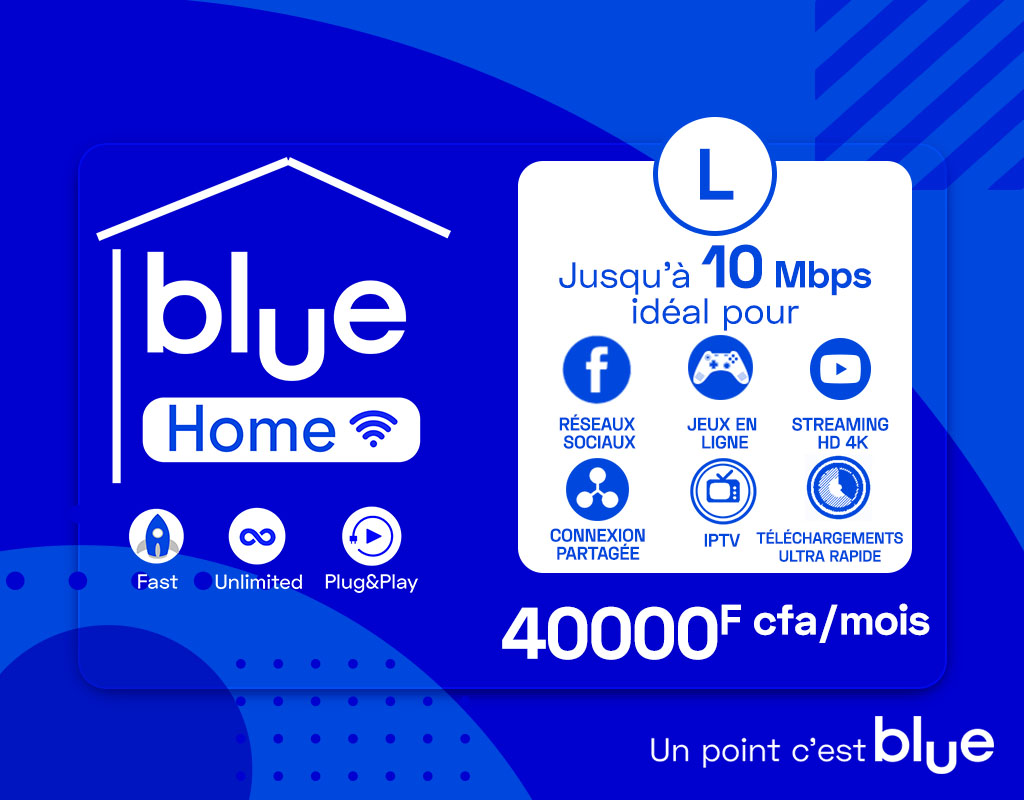 blue
Home
Fast
Unlimited
Plug&Play
L
Jusqu'à 10 Mbps
idéal pour
RÉSEAUX
SOCIAUX
JEUX EN
LIGNE
STREAMING
HD 4K
CONNEXION
PARTAGÉE
IPTV
TÉLÉCHARGEMENTS
ULTRA RAPIDE
40000F cfa/mois
Un point c'est blue